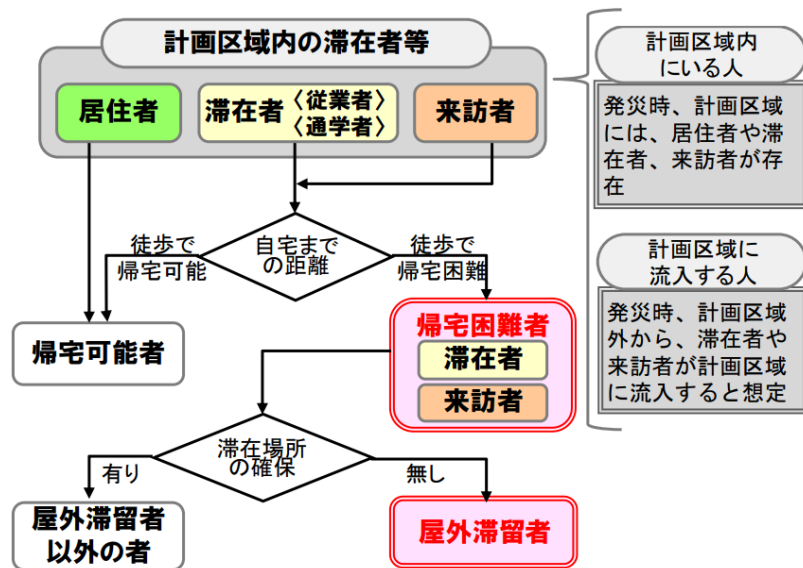 計画区域内の滞在者等
居住者
滞在者〈従業者〉
〈通学者〉
来訪者
計画区域内
にいる人
発災時、計画区域
には、居住者や滞
在者、来訪者が存
在
自宅まで
の距離
徒歩で
帰宅可能
徒歩で
帰宅困難
計画区域に
流入する人
発災時、計画区域
外から、滞在者や
来訪者が計画区域
に流入すると想定
帰宅可能者
帰宅困難者
滞在者
来訪者
滞在場所
の確保
有り
無し
屋外滞留者
以外の者
屋外滞留者